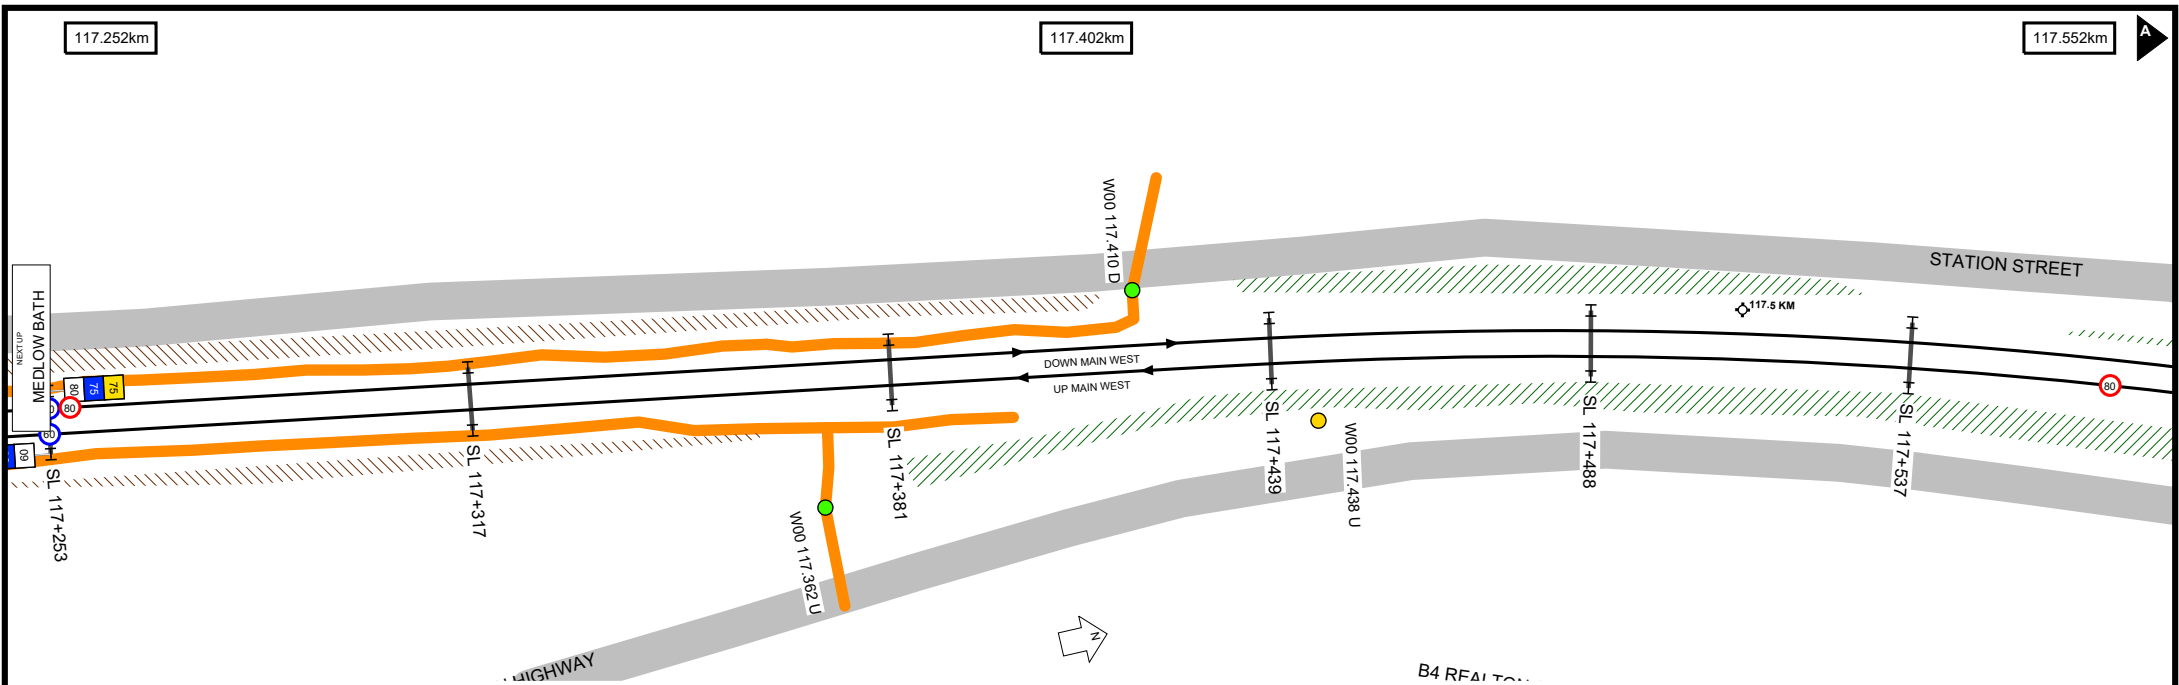 117.252km
117.402km
117.552km
A
W00 117.410 D
STATION STREET
117.5 KM
NEXT UP
MEDLOW BATH
80
75
75
80
60
60
DOWN MAIN WEST
UP MAIN WEST
80
SL 117+253
SL 117+317
SL 117+381
SL 117+439
W00 117.438 U
SL 117+488
SL 117+537
W00 117.362 U
HIGHWAY
N
B4 REALTON